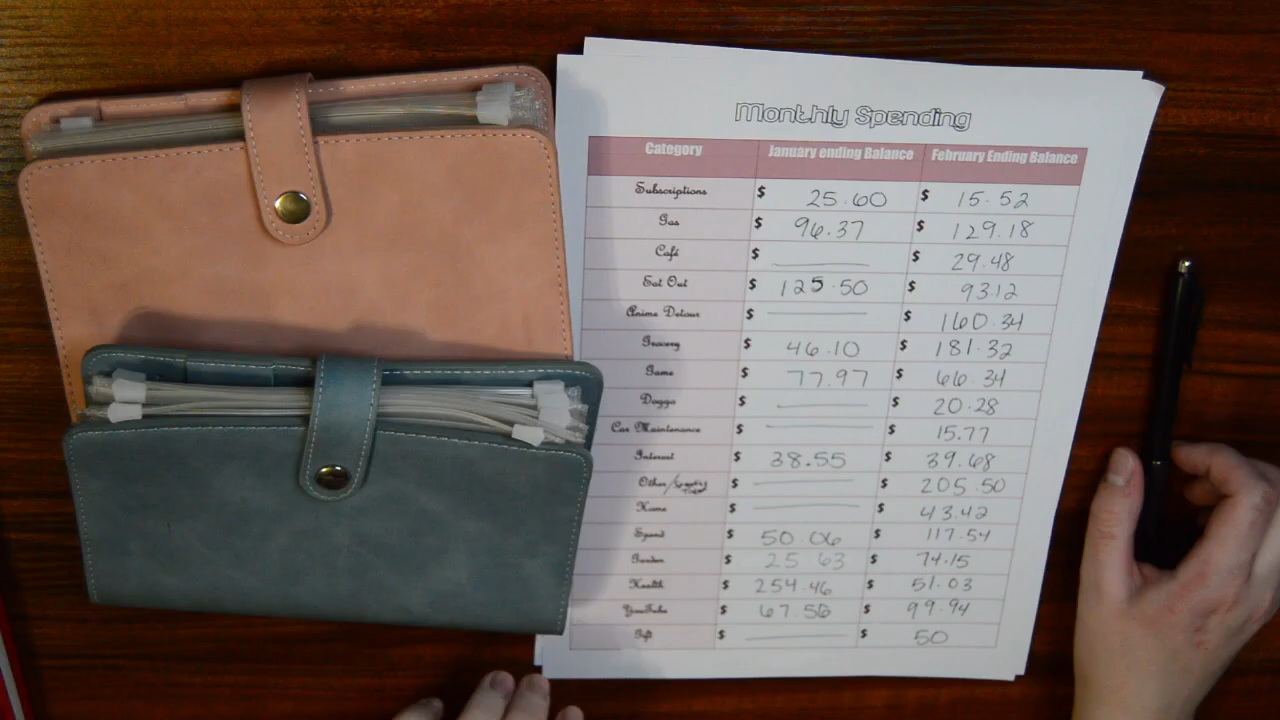 Monthly Spending
Category January ending Balance February Ending Balance
Subscriptions $ 25.60 $ 15.52
Gas $ 96.37 $ 129.18
Café $ $ 29.48
Eat Out $ 125.50 $ 93.12
Anime Detour $ $ 160.34
Grocery $ 46.10 $ 181.32
Game $ 77.97 $ 66.34
Doggo $ $ 20.28
Car Maintenance $ $ 15.77
Internet $ 38.55 $ 39.68
Other/ $ $ 205.50
Home $ $ 43.42
Spend $ 50.06 $ 117.54
Garden $ 25 63 $ 74.15
Health $ 254.46 $ 51.03
YouTube $ 67.56 $ 99.94
Gift $ $ 50